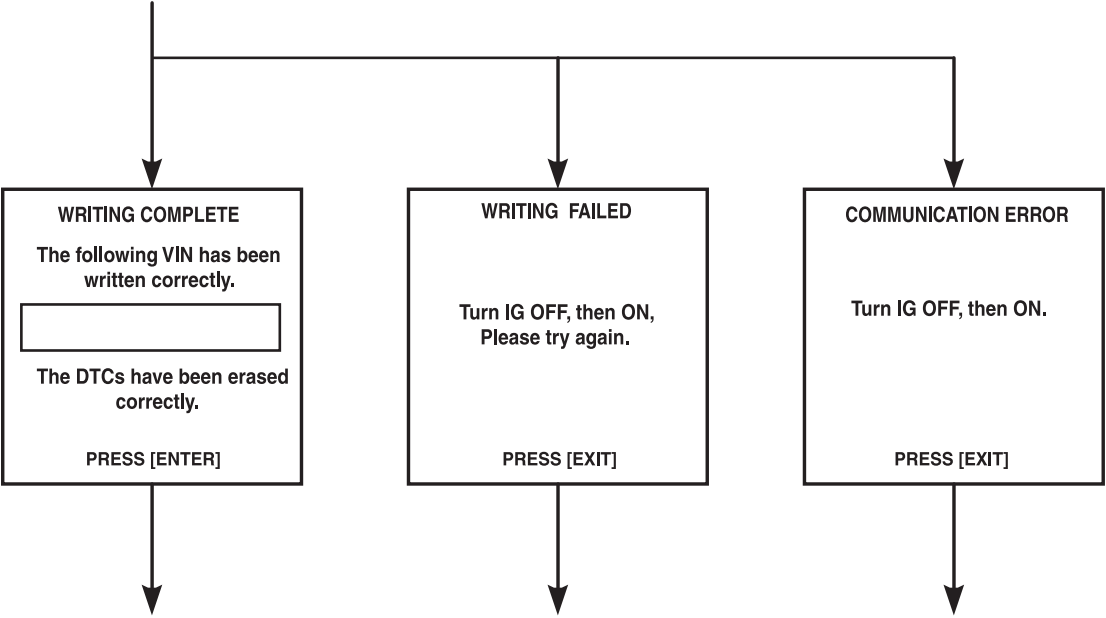 WRITING COMPLETE
The following VIN has been
written correctly.
The DTCs have been erased
correctly.
PRESS [ENTER]
WRITING FAILED
Turn IG OFF, then ON,
Please try again.
PRESS [EXIT]
COMMUNICATION ERROR
Turn IG OFF, then ON.
PRESS [EXIT]